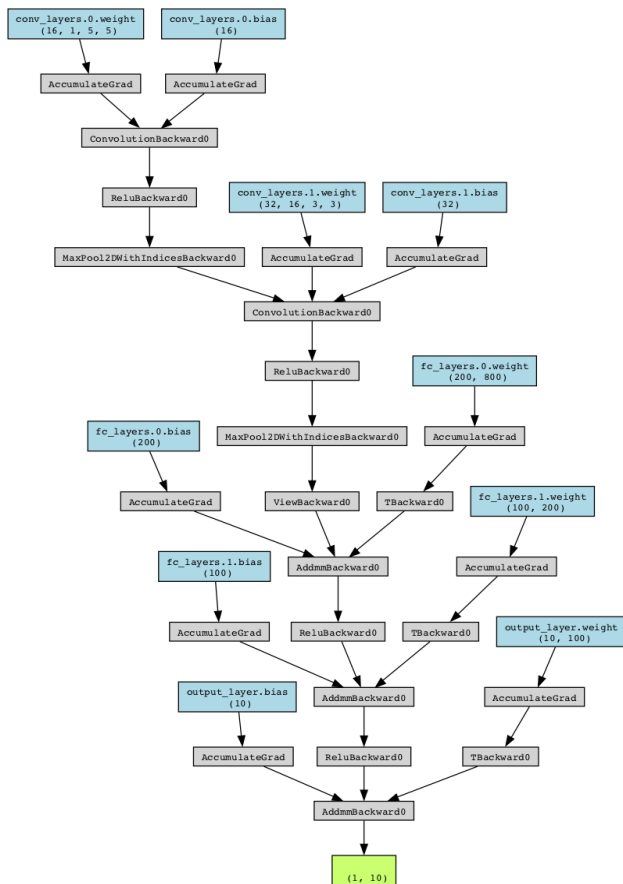 conv_layers.0.weight
(16, 1, 5, 5)
conv_layers.0.bias
(16)
AccumulateGrad
AccumulateGrad
ConvolutionBackward0
ReluBackward0
conv_layers.1.weight
(32, 16, 3, 3)
conv_layers.1.bias
(32)
MaxPool2DWithIndicesBackward0
AccumulateGrad
AccumulateGrad
ConvolutionBackward0
ReluBackward0
fc_layers.0.weight
(200, 800)
fc_layers.0.bias
(200)
MaxPool2DWithIndicesBackward0
AccumulateGrad
AccumulateGrad
ViewBackward0
TBackward0
fc_layers.1.weight
(100, 200)
fc_layers.1.bias
(100)
AddmmBackward0
AccumulateGrad
AccumulateGrad
ReluBackward0
TBackward0
output_layer.weight
(10, 100)
output_layer.bias
(10)
AddmmBackward0
AccumulateGrad
AccumulateGrad
ReluBackward0
TBackward0
AddmmBackward0
(1, 10)